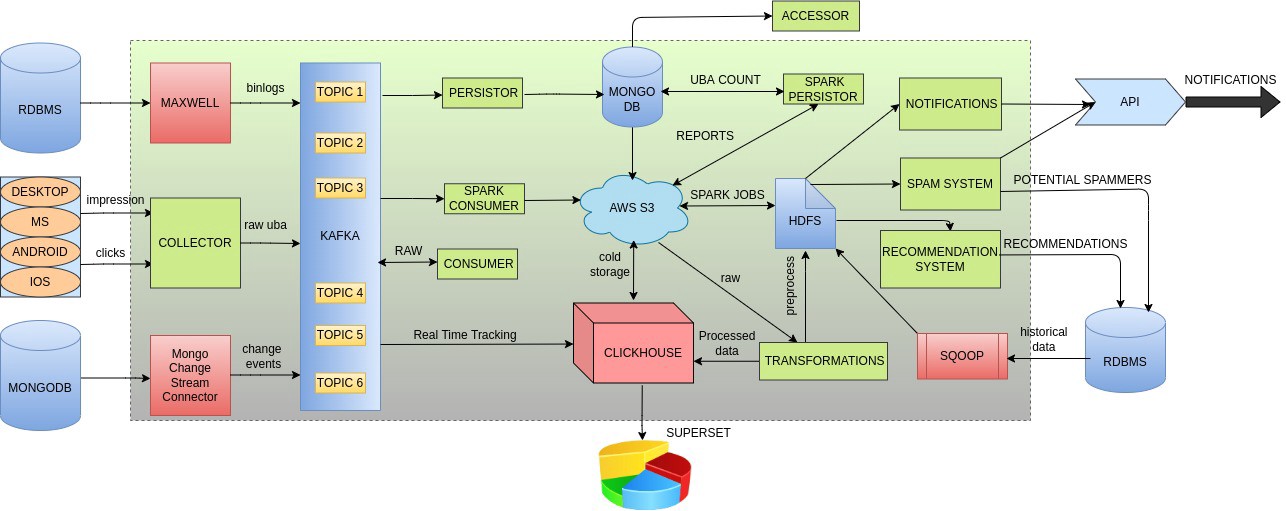 ACCESSOR
RDBMS
MAXWELL
binlogs
TOPIC 1
TOPIC 2
TOPIC 3
KAFKA
TOPIC 4
TOPIC 5
TOPIC 6
PERSISTOR
MONGO
DB
UBA COUNT
SPARK
PERSISTOR
NOTIFICATIONS
API
NOTIFICATIONS
REPORTS
DESKTOP
MS
ANDROID
IOS
impression
clicks
COLLECTOR
raw uba
SPARK
CONSUMER
AWS S3
SPARK JOBS
HDFS
SPAM SYSTEM
POTENTIAL SPAMMERS
RAW
CONSUMER
cold
storage
raw
preprocess
RECOMMENDATION
SYSTEM
RECOMMENDATIONS
MONGODB
Mongo
Change
Stream
Connector
change
events
Real Time Tracking
CLICKHOUSE
Processed
data
TRANSFORMATIONS
SQOOP
historical
data
RDBMS
SUPERSET